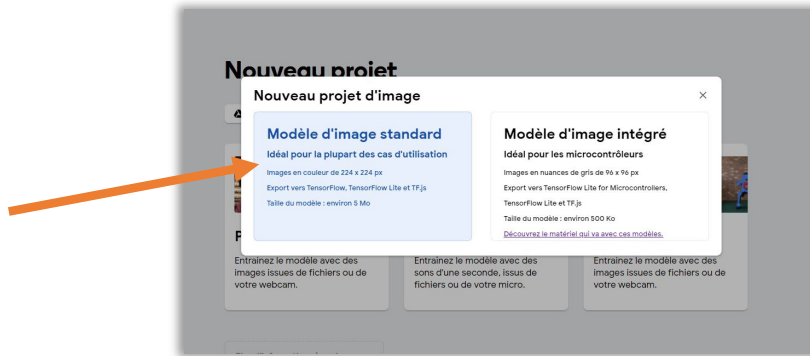 Nouveau projet
Nouveau projet d'image
Modèle d'image standard
Idéal pour la plupart des cas d'utilisation
Images en couleur de 224 x 224 px
Export vers TensorFlow, TensorFlow Lite et TF.js
Taille du modèle : environ 5 Mo
Modèle d'image intégré
Idéal pour les microcontrôleurs
Images en nuances de gris de 96 x 96 px
Export vers TensorFlow Lite for Microcontrollers,
TensorFlow Lite et TF.js
Taille du modèle : environ 500 Ko
Découvrez le matériel qui va avec ces modèles.
Entraînez le modèle avec des
images issues de fichiers ou de
votre webcam.
Entraînez le modèle avec des
sons d'une seconde, issus de
fichiers ou de votre micro.
Entraînez le modèle avec des
images issues de fichiers ou de
votre webcam.